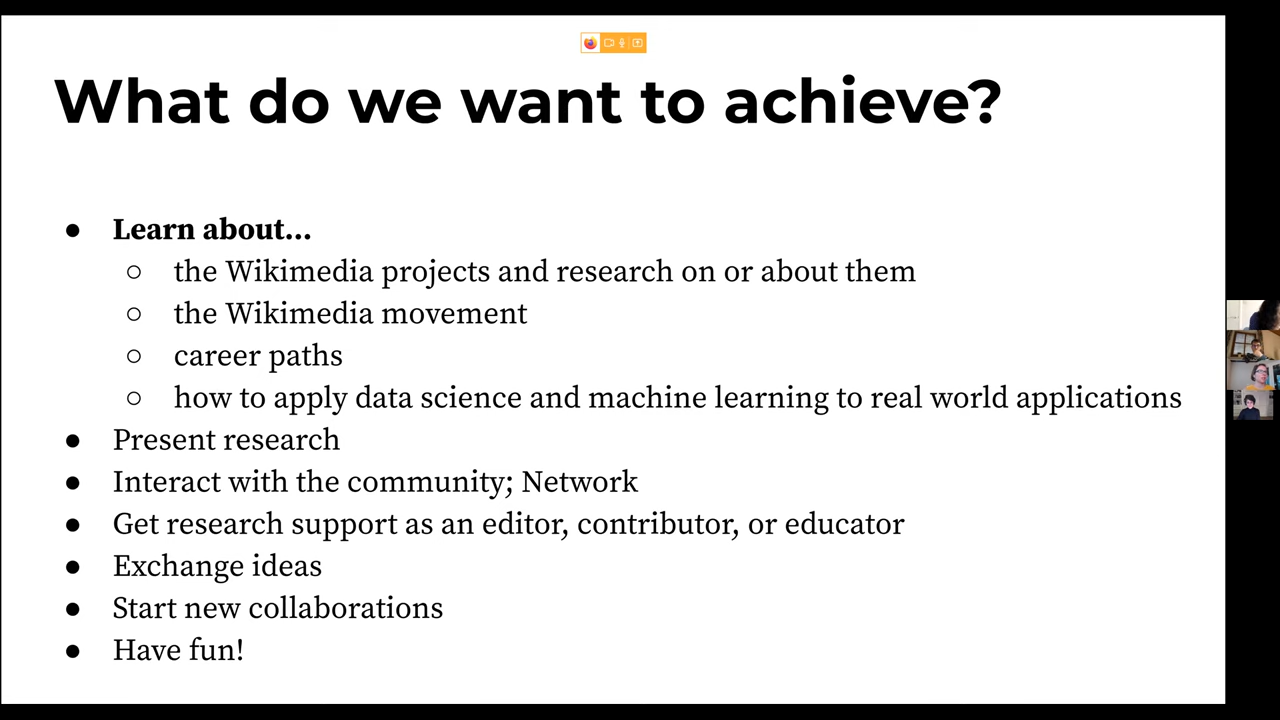 What do we want to achieve?
● Learn about...
○ the Wikimedia projects and research on or about them
○ the Wikimedia movement
○ career paths
○ how to apply data science and machine learning to real world applications
● Present research
● Interact with the community; Network
● Get research support as an editor, contributor, or educator
● Exchange ideas
● Start new collaborations
● Have fun!